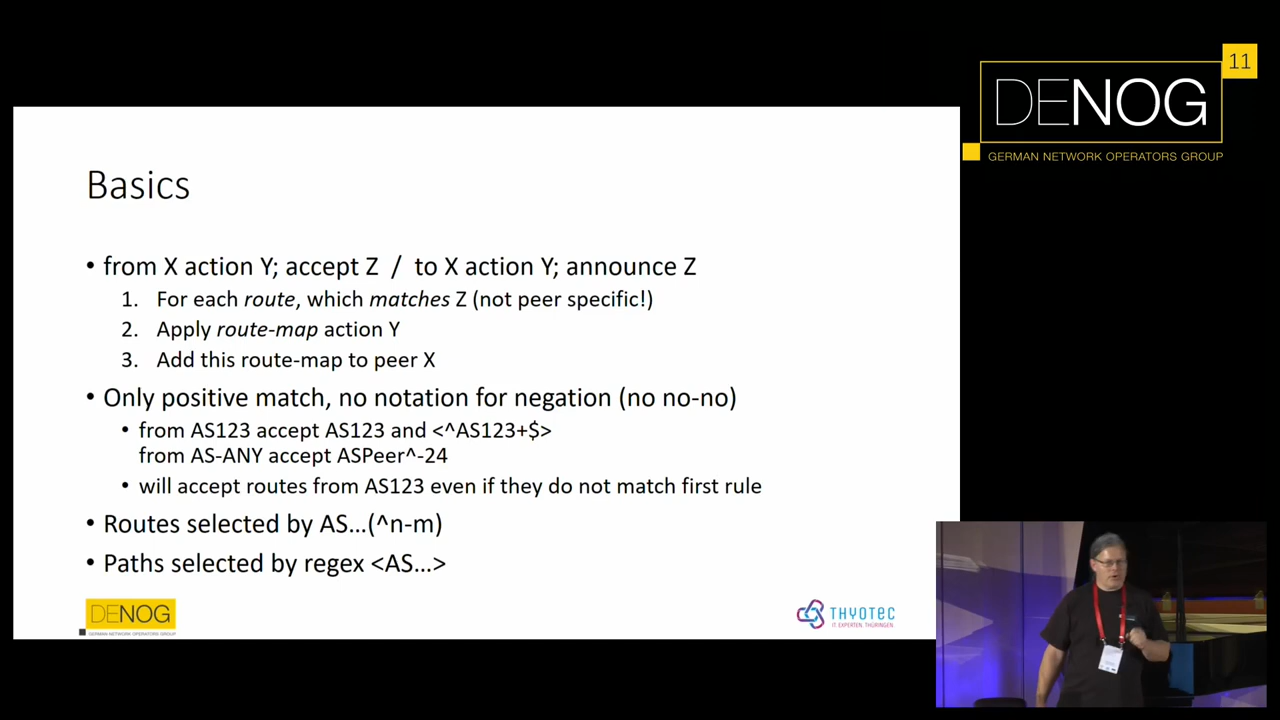 11
DENOG
GERMAN NETWORK OPERATORS GROUP
Basics
• from X action Y; accept Z / to X action Y; announce Z
1. For each route, which matches Z (not peer specific!)
2. Apply route-map action Y
3. Add this route-map to peer X
• Only positive match, no notation for negation (no no-no)
• from AS123 accept AS123 and <^AS123+$>
from AS-ANY accept ASPeer^-24
• will accept routes from AS123 even if they do not match first rule
• Routes selected by AS...(^n-m)
• Paths selected by regex <AS...>
DENOG
GERMAN NETWORK OPERATORS GROUP
THYOTEC
IT EXPERTEN THÜRINGEN